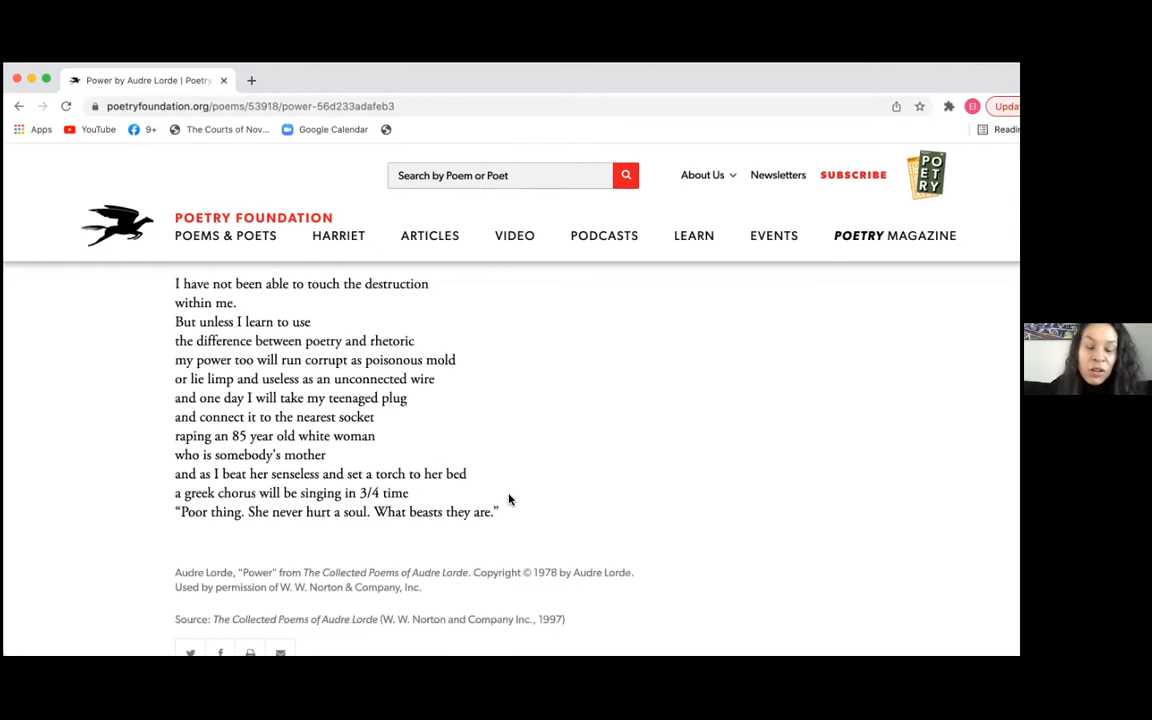 Power by Audre Lorde | Poetry
poetryfoundation.org/poems/53918/power-56d233adafeb3
El
Updat
Apps
YouTube
9+
The Courts of Nov...
Google Calendar
Readin
Search by Poem or Poet
About Us
Newsletters
SUBSCRIBE
PO
ET
RY
POETRY FOUNDATION
POEMS & POETS
HARRIET
ARTICLES
VIDEO
PODCASTS
LEARN
EVENTS
POETRY MAGAZINE
I have not been able to touch the destruction
within me.
But unless I learn to use
the difference between poetry and rhetoric
my power too will run corrupt as poisonous mold
or lie limp and useless as an unconnected wire
and one day I will take my teenaged plug
and connect it to the nearest socket
raping an 85 year old white woman
who is somebody's mother
and as I beat her senseless and set a torch to her bed
a greek chorus will be singing in 3/4 time
“Poor thing. She never hurt a soul. What beasts they are.”
Audre Lorde, "Power" from The Collected Poems of Audre Lorde. Copyright © 1978 by Audre Lorde.
Used by permission of W. W. Norton & Company, Inc.
Source: The Collected Poems of Audre Lorde (W. W. Norton and Company Inc., 1997)